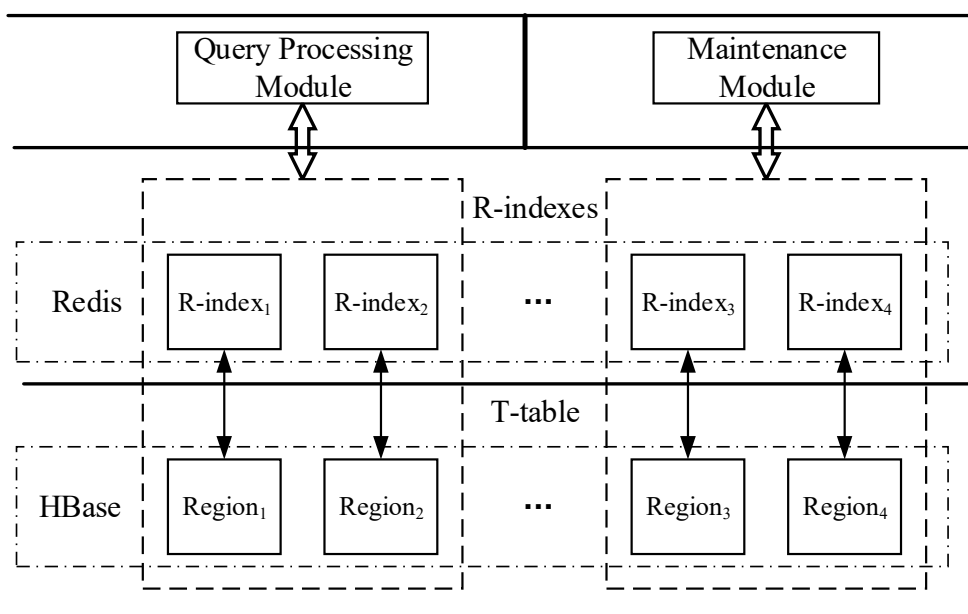 Query Processing
Module
Maintenance
Module
R-indexes
Redis
R-index₁
R-index₂
...
R-index₃
R-index₄
T-table
HBase
Region₁
Region₂
...
Region₃
Region₄